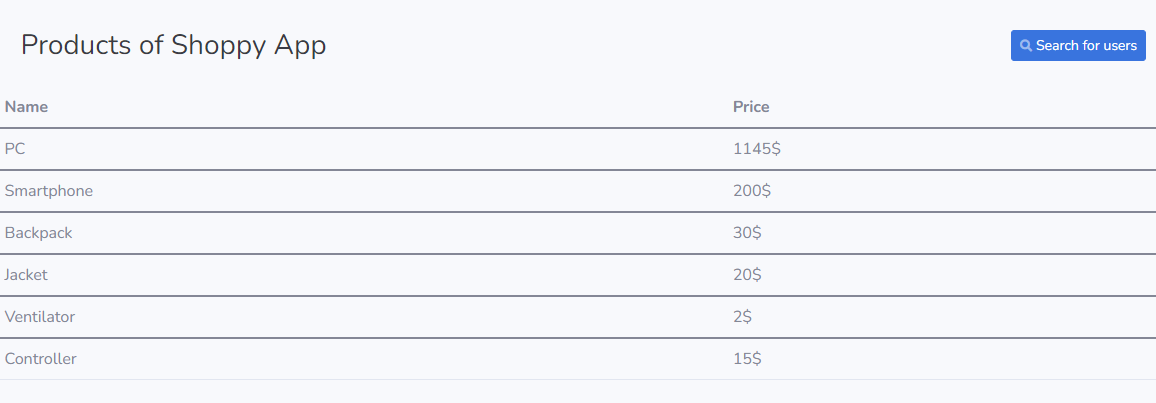 Products of Shoppy App
Search for users
Name Price
PC 1145$
Smartphone 200$
Backpack 30$
Jacket 20$
Ventilator 2$
Controller 15$